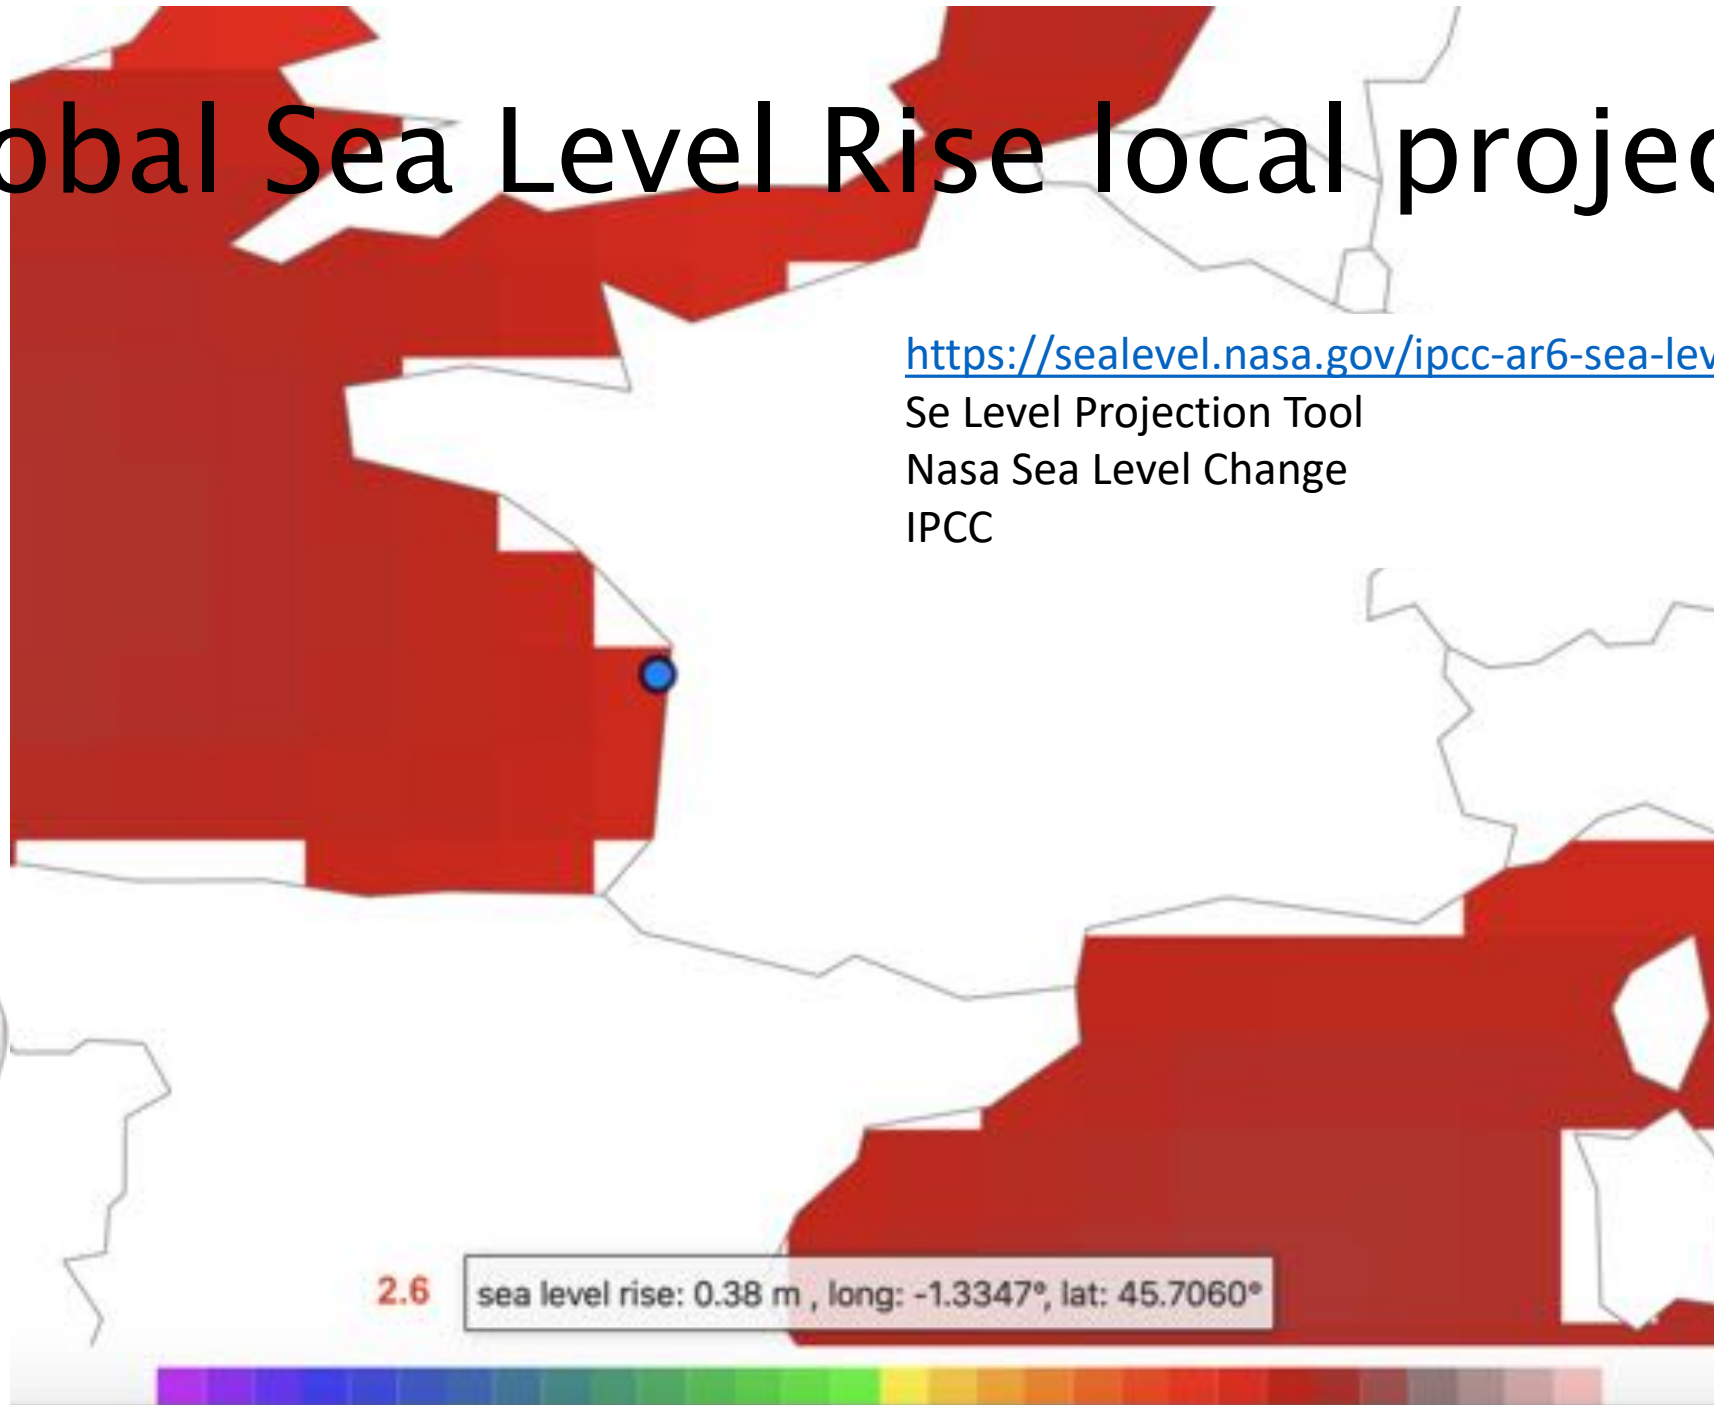 obal Sea Level Rise local projec
https://sealevel.nasa.gov/ipcc-ar6-sea-lev
Se Level Projection Tool
Nasa Sea Level Change
IPCC
2.6 sea level rise: 0.38 m , long: -1.3347°, lat: 45.7060°